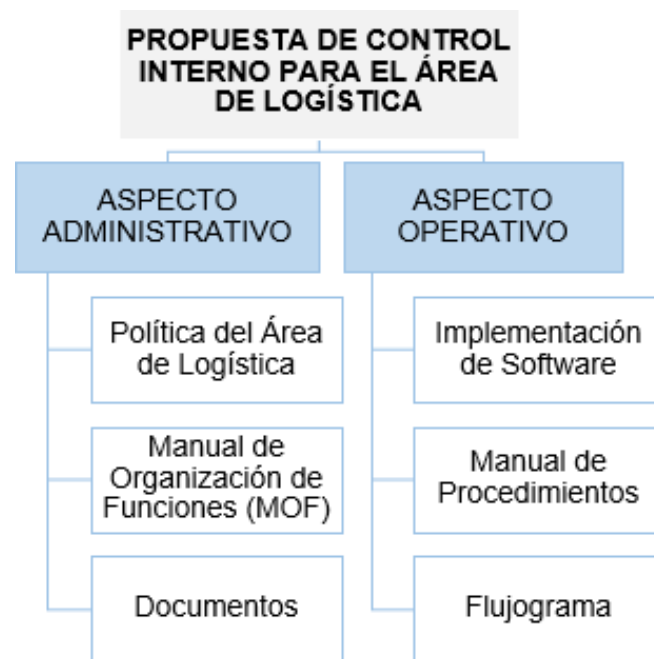 PROPUESTA DE CONTROL
INTERNO PARA EL ÁREA
DE LOGÍSTICA
ASPECTO
ADMINISTRATIVO
Política del Área
de Logística
Manual de
Organización de
Funciones (MOF)
Documentos
ASPECTO
OPERATIVO
Implementación
de Software
Manual de
Procedimientos
Flujograma